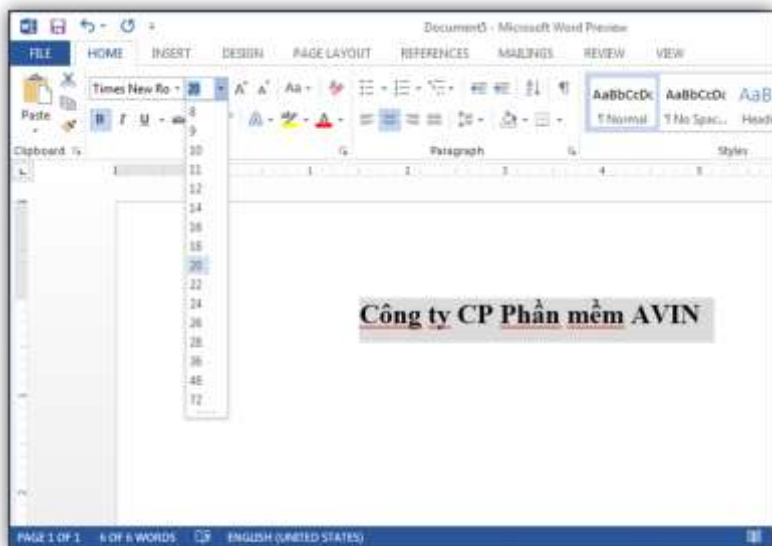 Document5 - Microsoft Word Preview
FILE HOME INSERT DESIGN PAGE LAYOUT REFERENCES MAILINGS REVIEW VIEW
Times New Ro 20 Aa AaBbCcDc AaBbCcDc AaB
Paste B I U ¶ Normal ¶ No Spac... Headi
Clipboard Paragraph Styles
8
9
10
11
12
14
16
18
20
22
24
26
28
36
48
72
Công ty CP Phần mềm AVIN
PAGE 1 OF 1 6 OF 6 WORDS ENGLISH (UNITED STATES)